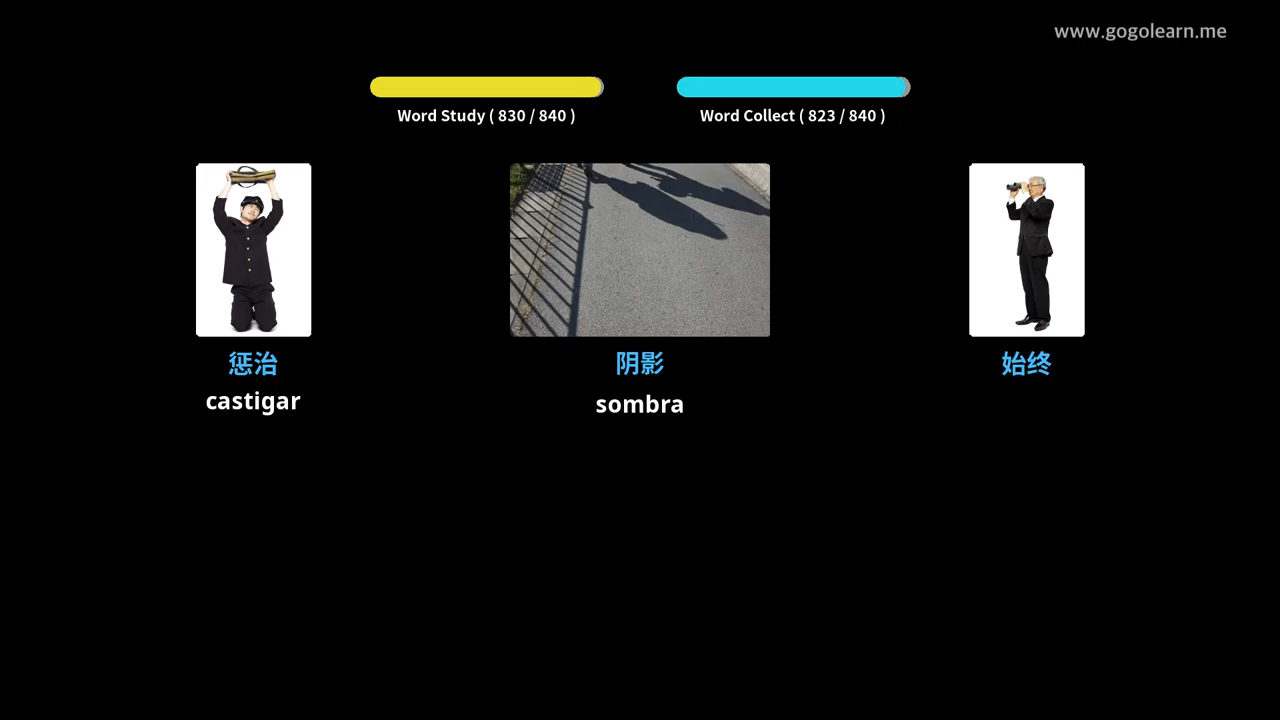 www.gogolearn.me
Word Study ( 830 / 840 )
Word Collect ( 823 / 840 )
惩治
castigar
阴影
sombra
始终